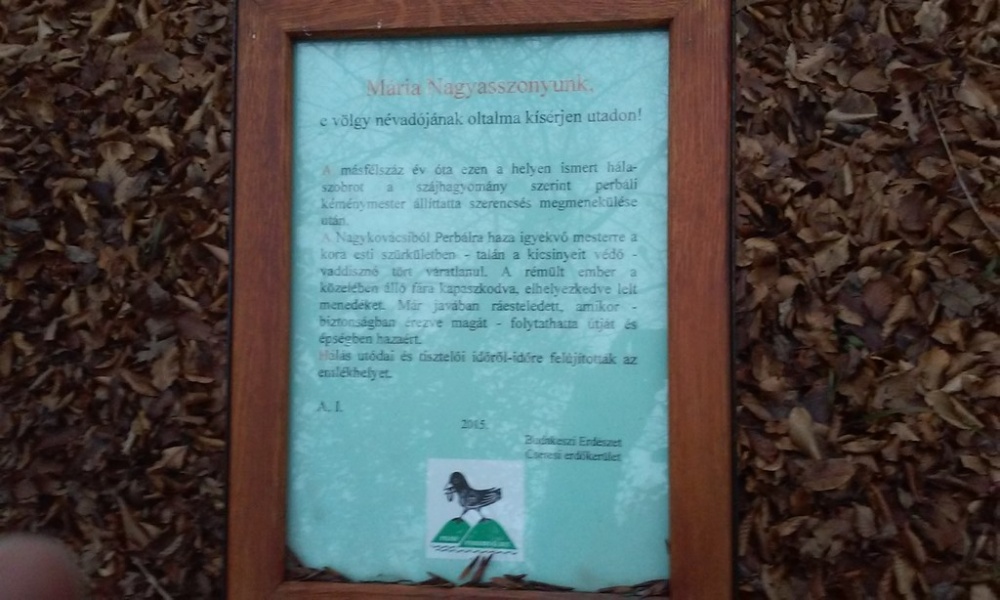 Mária Nagyasszonyunk,
e völgy névadójának oltalma kísérjen utadon!
A másfélszáz év óta ezen a helyen ismert hála-
szobrot a szájhagyomány szerint perbáli
kéménymester állíttatta szerencsés megmenekülése
után.
A Nagykovácsiból Perbálra haza igyekvő mesterre a
kora esti szürkületben - talán a kicsinyeit védő -
vaddisznó tört váratlanul. A rémült ember a
közelében álló fára kapaszkodva, elhelyezkedve lelt
menedéket. Már javában ráesteledett, amikor -
biztonságban érezve magát - folytathatta útját és
épségben hazaért.
Hálás utódai és tisztelői időről-időre felújították az
emlékhelyet.
A. I.
2015.
Budakeszi Erdészet
Cseresi erdőkerület